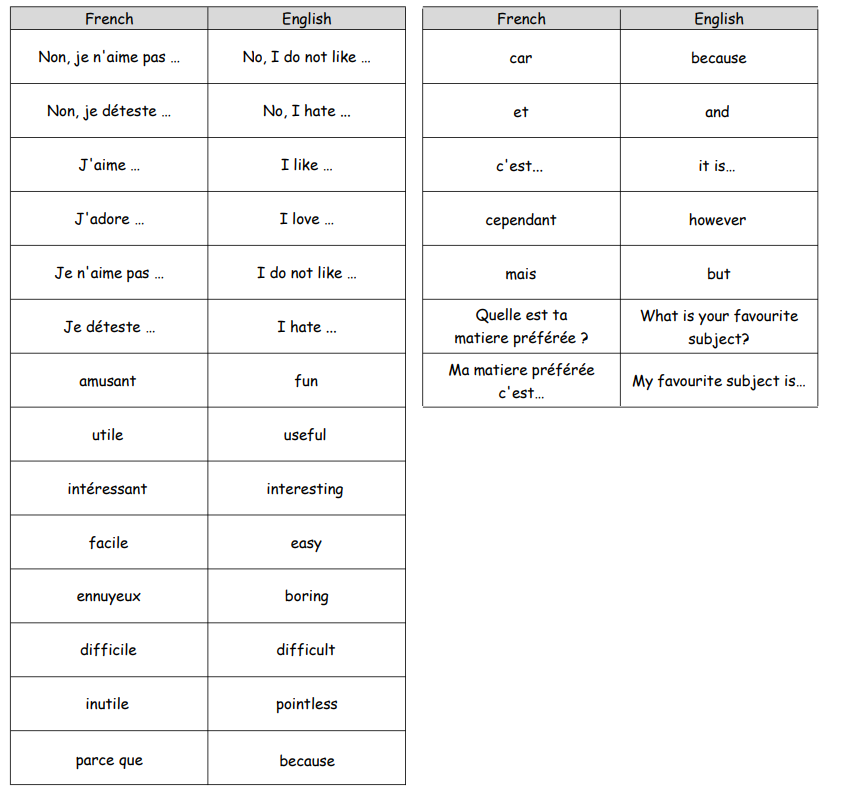 French English
Non, je n'aime pas … No, I do not like …
Non, je déteste … No, I hate ...
J'aime … I like …
J'adore … I love …
Je n'aime pas … I do not like …
Je déteste … I hate ...
amusant fun
utile useful
intéressant interesting
facile easy
ennuyeux boring
difficile difficult
inutile pointless
parce que because
French English
car because
et and
c'est... it is…
cependant however
mais but
Quelle est ta
matiere préférée ?
What is your favourite
subject?
Ma matiere préférée
c'est…
My favourite subject is…